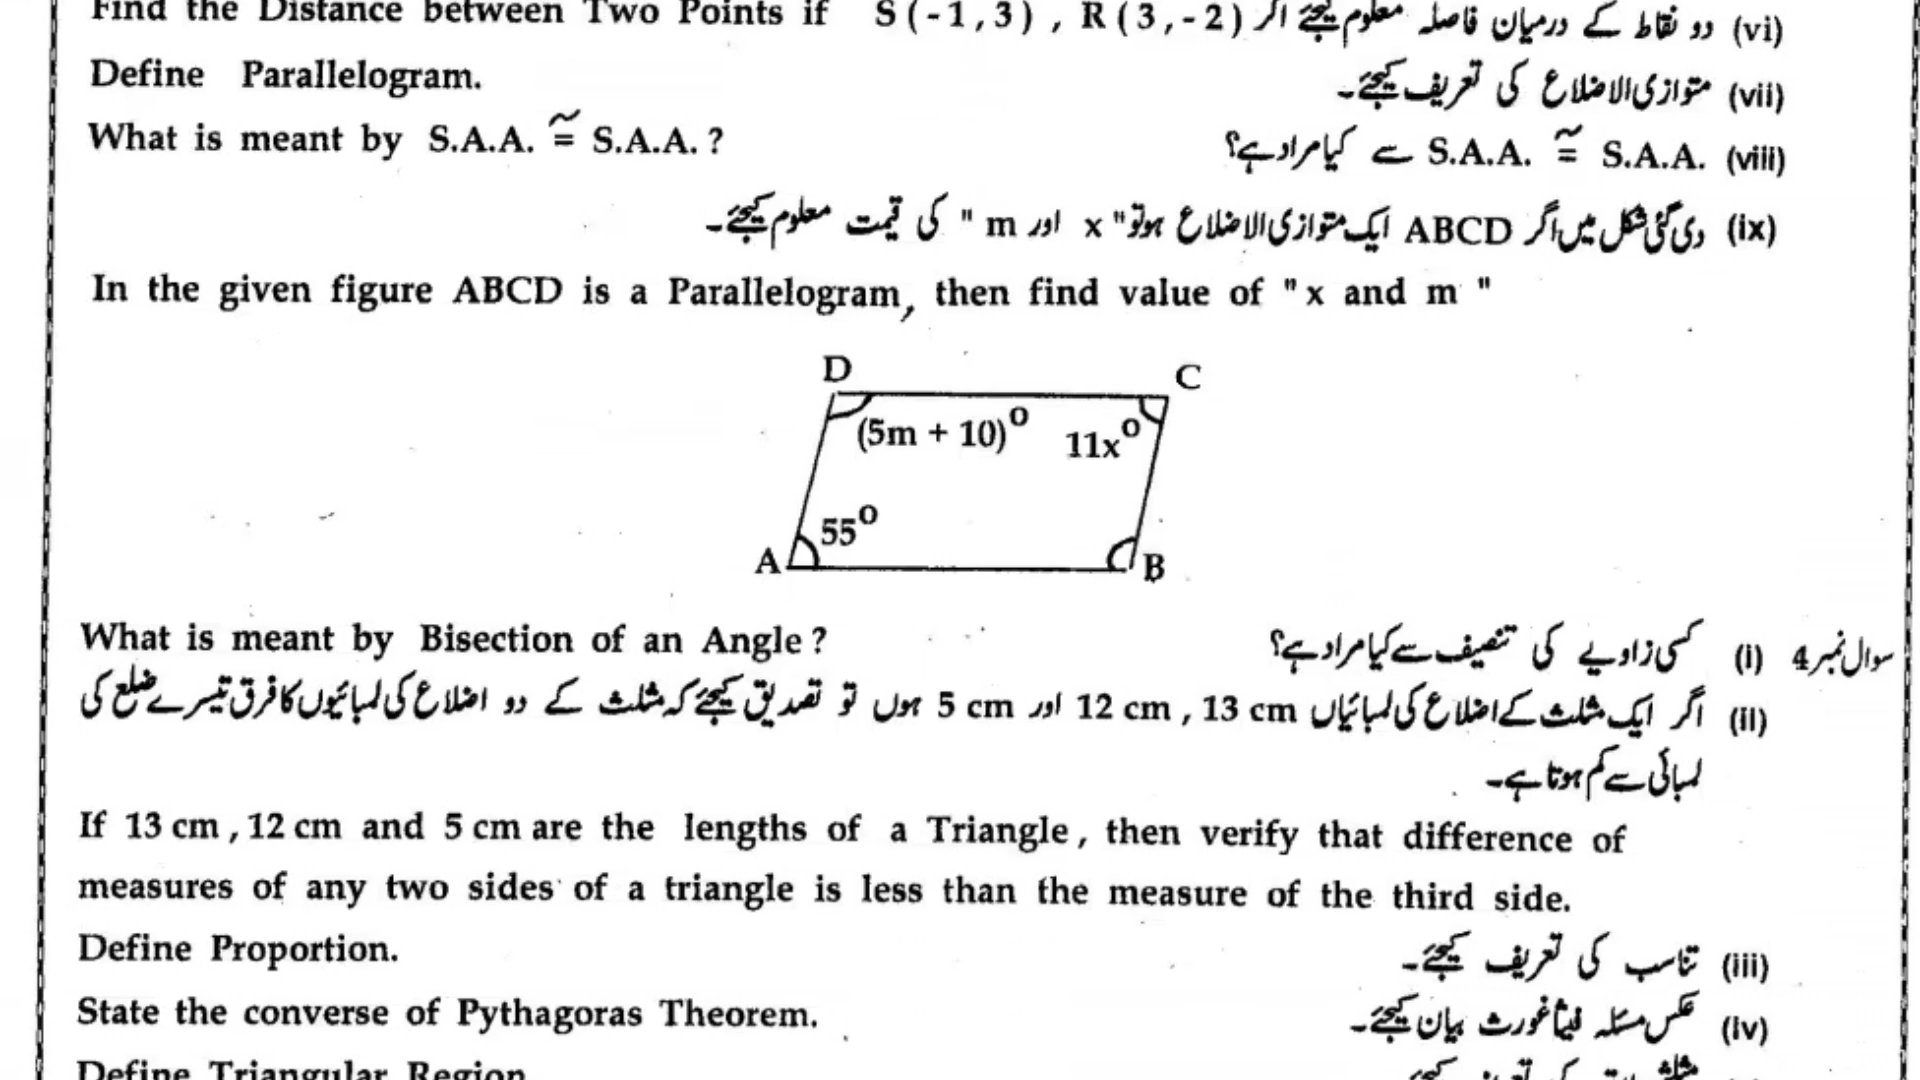 Find the Distance between Two Points if S(-1,3) , R(3,-2) دو نقاط کے درمیان فاصلہ معلوم کیجئے اگر (vi)
Define Parallelogram. متوازی الاضلاع کی تعریف کیجئے۔ (vii)
What is meant by S.A.A. ≅ S.A.A. ? S.A.A. ≅ S.A.A. سے کیا مراد ہے؟ (viii)
(ix) دی گئی شکل میں اگر ABCD ایک متوازی الاضلاع ہو تو " x اور m " کی قیمت معلوم کیجئے۔
In the given figure ABCD is a Parallelogram, then find value of " x and m "
D C
(5m + 10)° 11x°
55°
A B
What is meant by Bisection of an Angle ? کسی زاویے کی تنصیف سے کیا مراد ہے؟ (i) سوال نمبر 4
(ii) اگر ایک مثلث کے اضلاع کی لمبائیاں 13 cm , 12 cm اور 5 cm ہوں تو تصدیق کیجئے کہ مثلث کے دو اضلاع کی لمبائیوں کا فرق تیسرے ضلع کی
لمبائی سے کم ہوتا ہے۔
If 13 cm , 12 cm and 5 cm are the lengths of a Triangle, then verify that difference of
measures of any two sides of a triangle is less than the measure of the third side.
Define Proportion. تناسب کی تعریف کیجئے۔ (iii)
State the converse of Pythagoras Theorem. عکس مسئلہ فیثا غورث بیان کیجئے۔ (iv)
Define Triangular Region